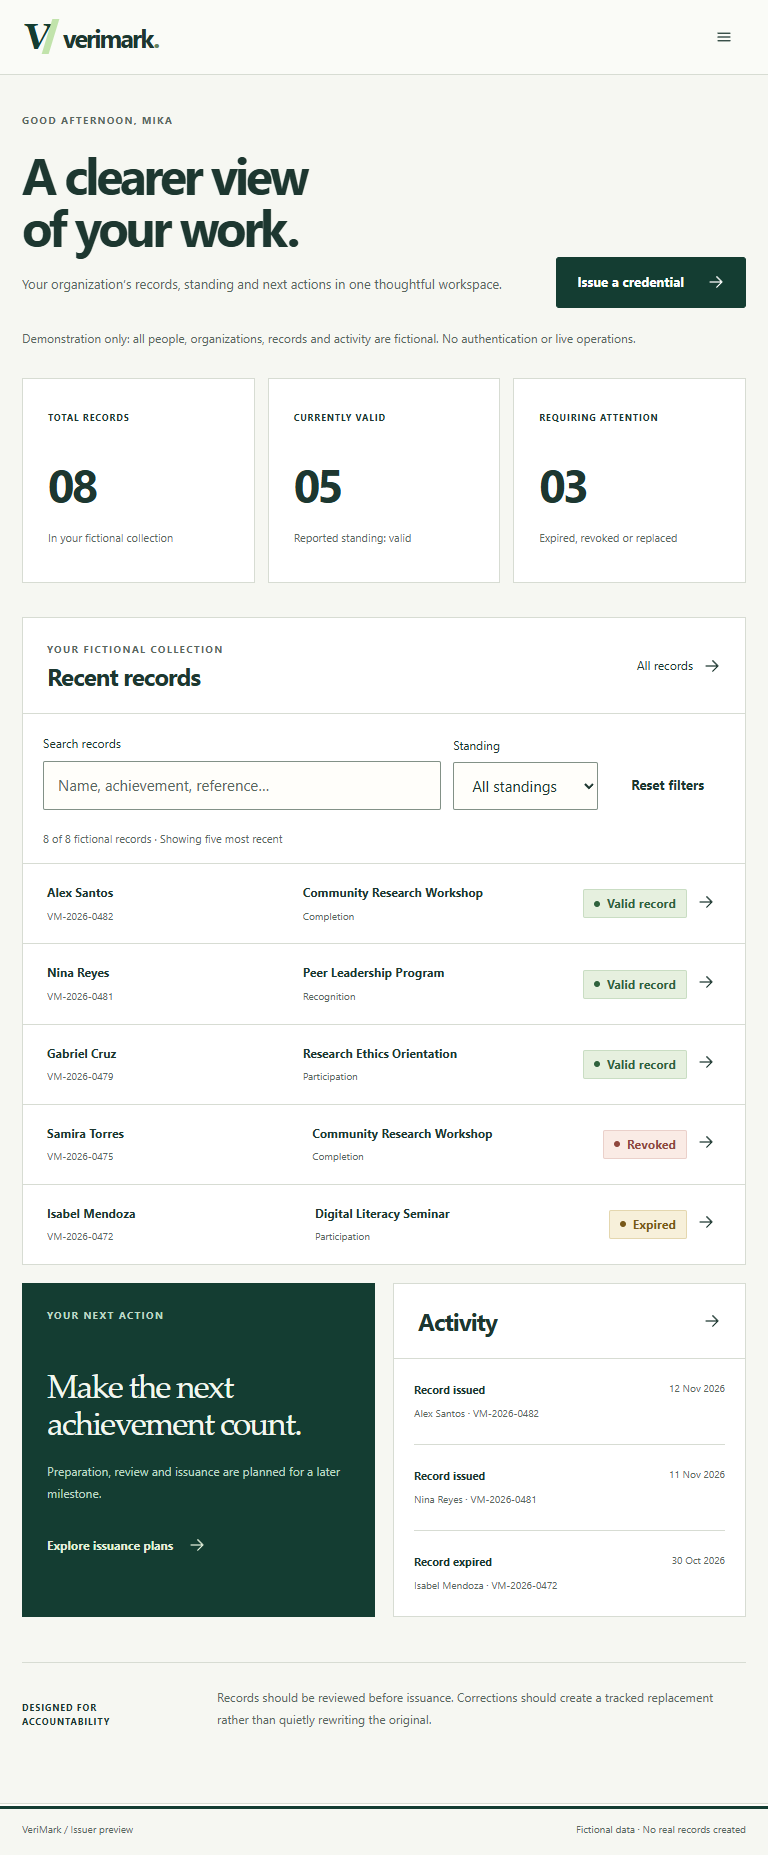 V verimark.
GOOD AFTERNOON, MIKA
A clearer view
of your work.
Your organization's records, standing and next actions in one thoughtful workspace.
Issue a credential
Demonstration only: all people, organizations, records and activity are fictional. No authentication or live operations.
TOTAL RECORDS
08
In your fictional collection
CURRENTLY VALID
05
Reported standing: valid
REQUIRING ATTENTION
03
Expired, revoked or replaced
YOUR FICTIONAL COLLECTION
Recent records
All records
Search records
Name, achievement, reference...
Standing
All standings
Reset filters
8 of 8 fictional records · Showing five most recent
Alex Santos
VM-2026-0482
Community Research Workshop
Completion
Valid record
Nina Reyes
VM-2026-0481
Peer Leadership Program
Recognition
Valid record
Gabriel Cruz
VM-2026-0479
Research Ethics Orientation
Participation
Valid record
Samira Torres
VM-2026-0475
Community Research Workshop
Completion
Revoked
Isabel Mendoza
VM-2026-0472
Digital Literacy Seminar
Participation
Expired
YOUR NEXT ACTION
Make the next
achievement count.
Preparation, review and issuance are planned for a later
milestone.
Explore issuance plans
Activity
Record issued
12 Nov 2026
Alex Santos · VM-2026-0482
Record issued
11 Nov 2026
Nina Reyes · VM-2026-0481
Record expired
30 Oct 2026
Isabel Mendoza · VM-2026-0472
DESIGNED FOR
ACCOUNTABILITY
Records should be reviewed before issuance. Corrections should create a tracked replacement
rather than quietly rewriting the original.
VeriMark / Issuer preview
Fictional data · No real records created